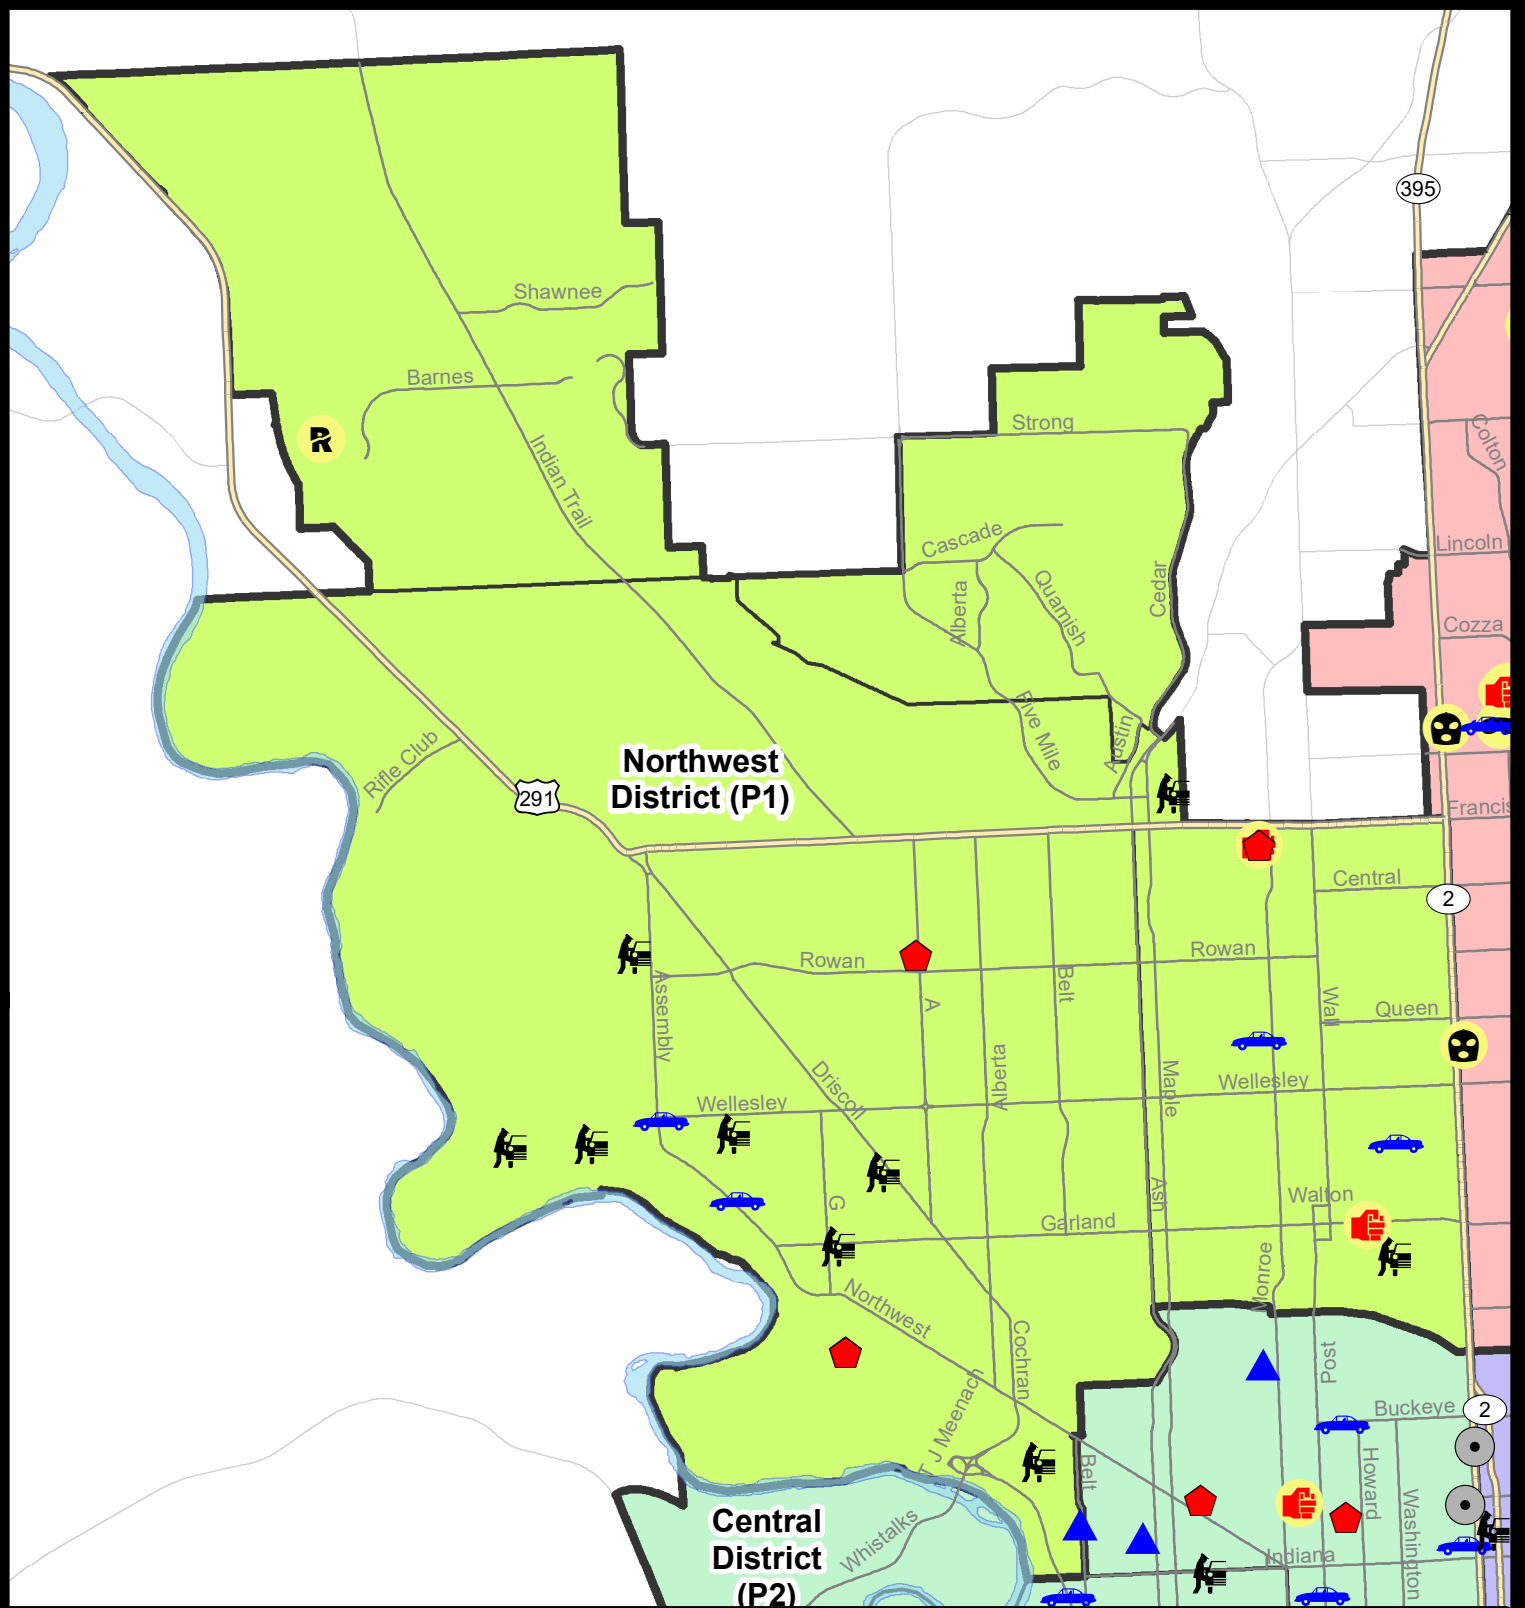 395
Shawnee
Barnes
R
Indian Trail
Strong
Colton
Cascade
Lincoln
Alberta
Quamish
Cedar
Cozza
Five Mile
Austin
Rifle Club
Northwest
District (P1)
291
Francis
Central
2
Rowan
Rowan
Assembly
A
Belt
Wall
Queen
Driscoll
Alberta
Maple
Wellesley
Wellesley
G
Ash
Walton
Garland
Monroe
Northwest
Cochran
Post
T J Meenach
Buckeye
2
Belt
Howard
Washington
Central
District
(P2)
Whistalks
Indiana